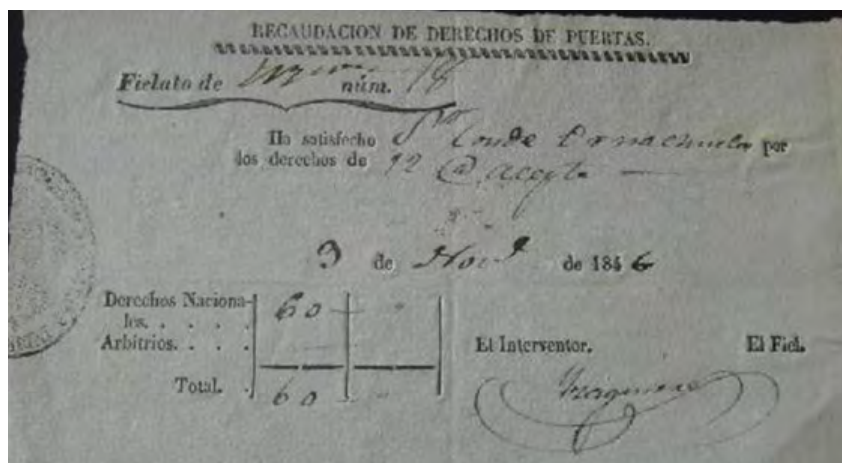 RECAUDACION DE DERECHOS DE PUERTAS.
Fielato de núm. 18
Ha satisfecho Sr Conde por
los derechos de 12 @ aceyte
3 de Nove de 1846
Derechos Naciona- 60
les. . . . .
Arbitrios. . . .
Total. . 60
El Interventor. El Fiel.